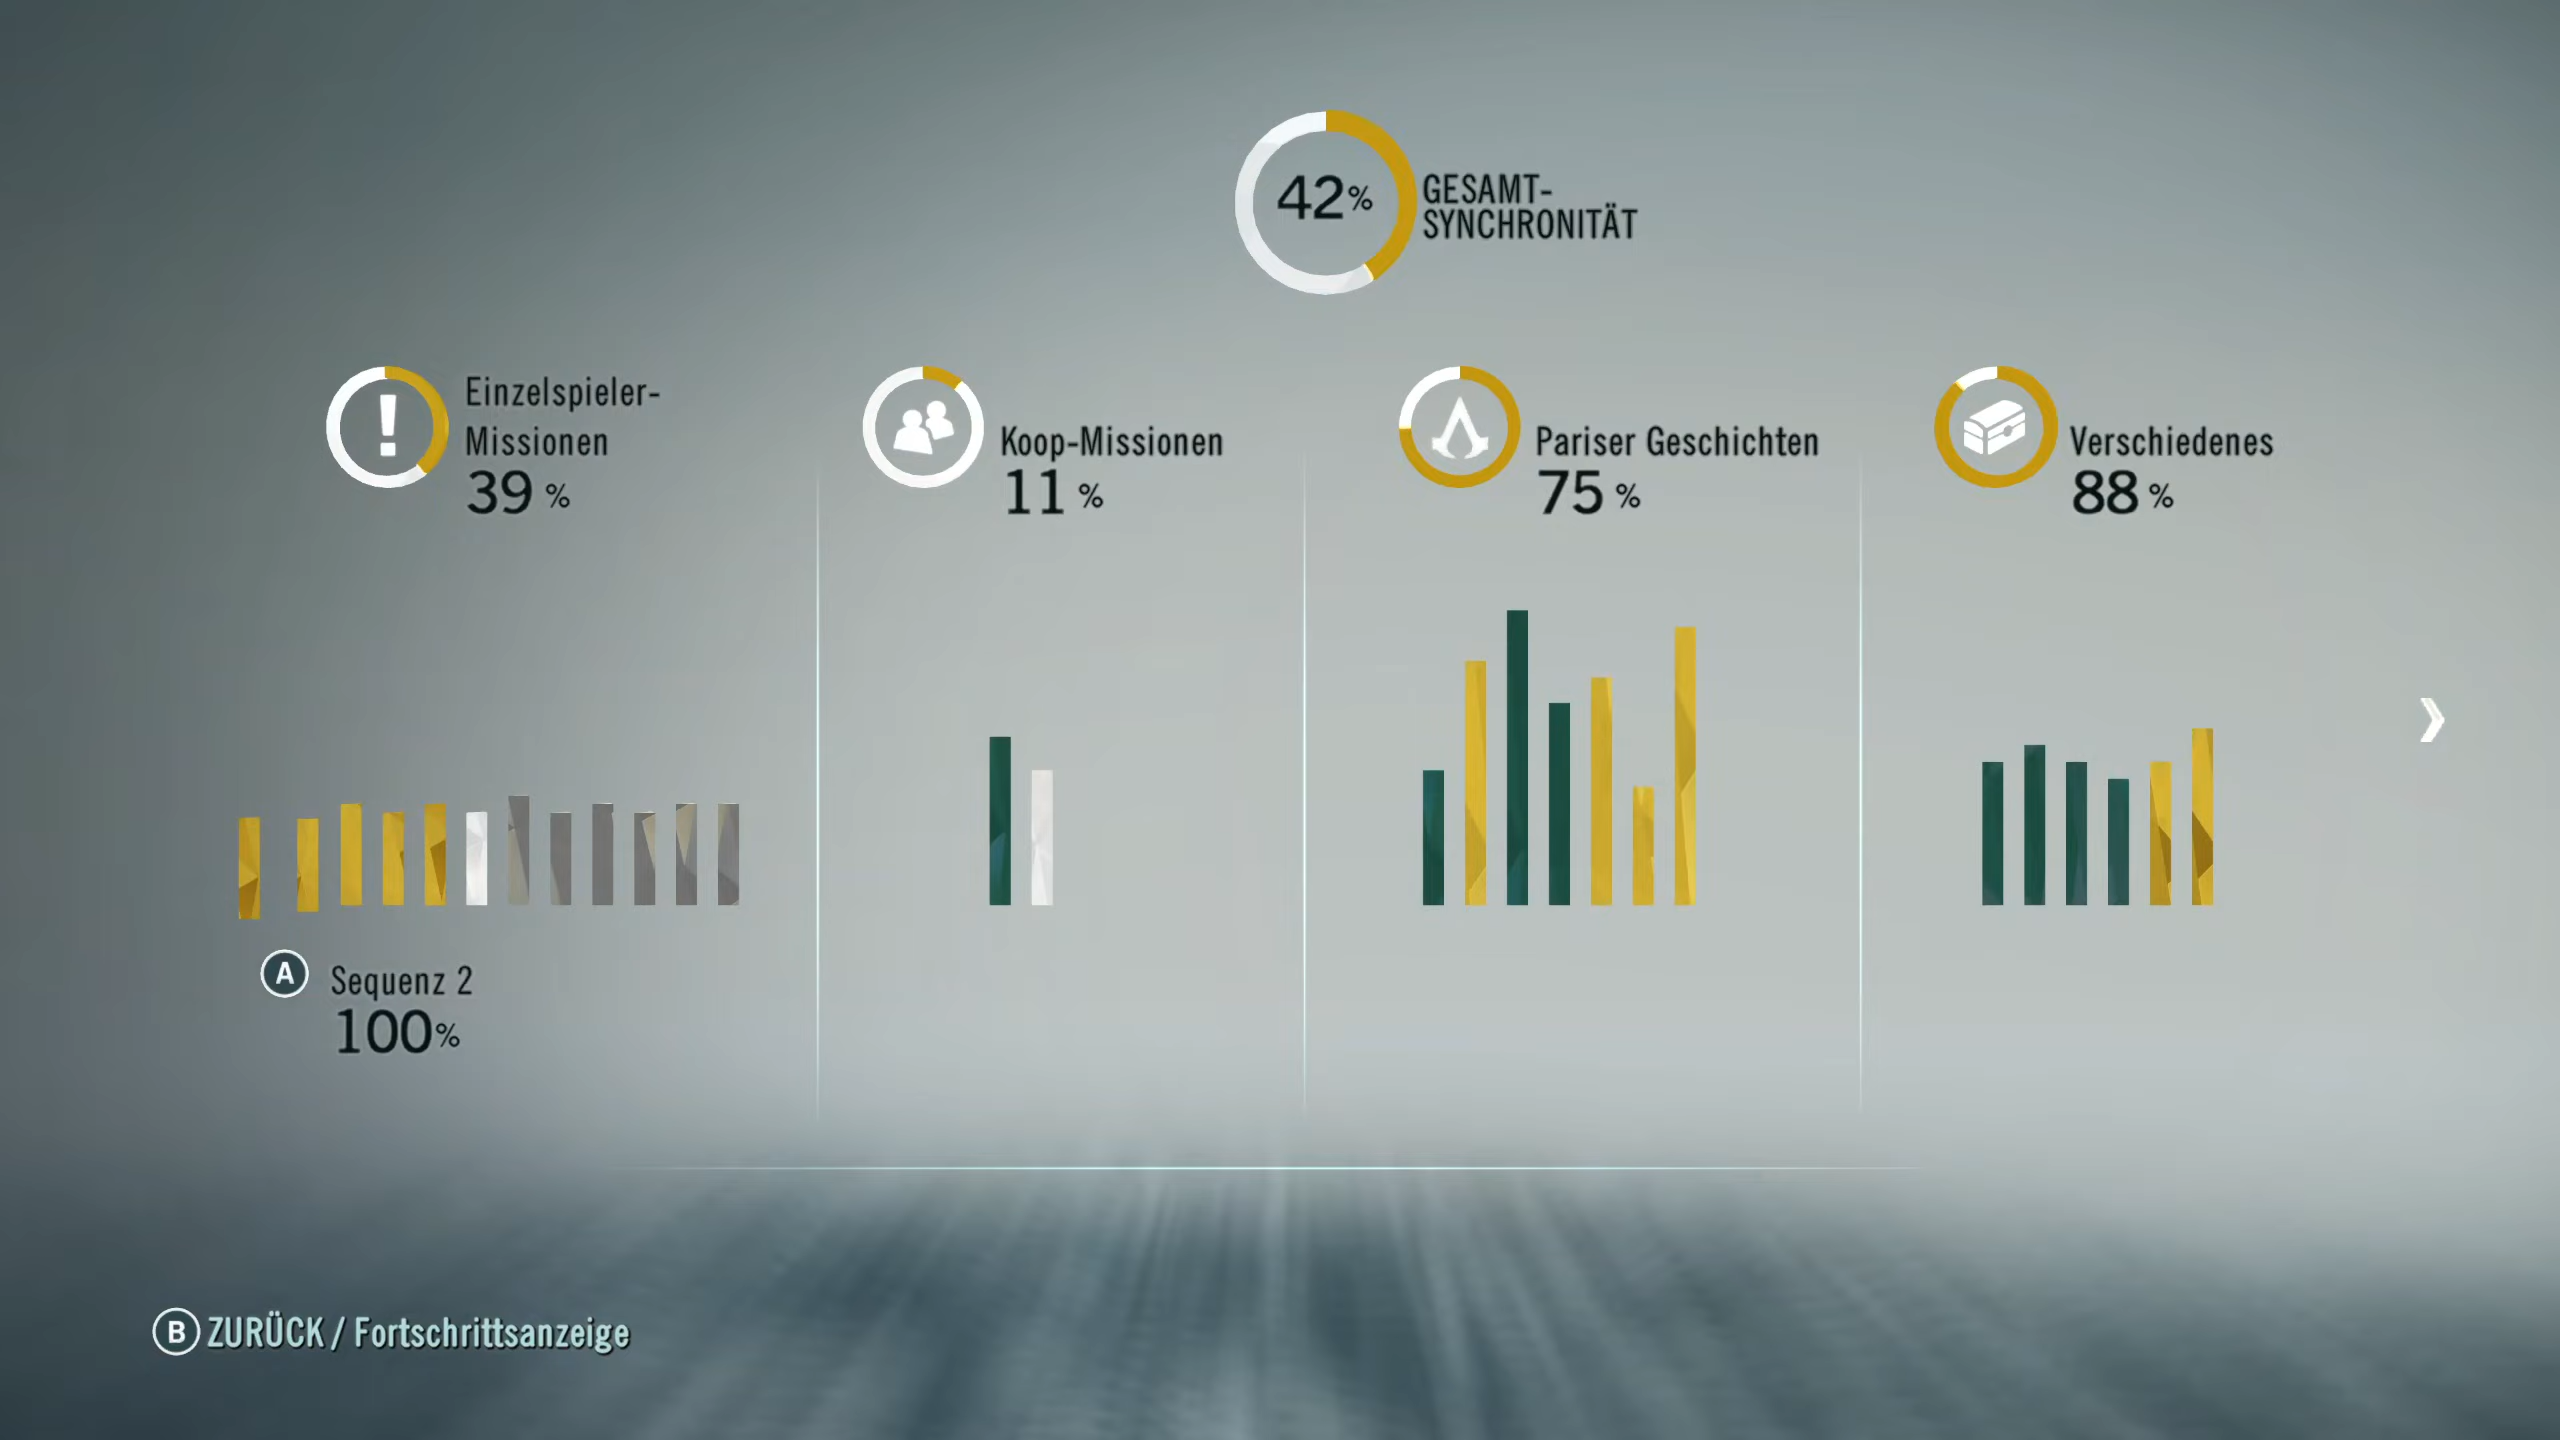 42%
GESAMT-
SYNCHRONITÄT
Einzelspieler-
Missionen
39 %
Koop-Missionen
11 %
Pariser Geschichten
75 %
Verschiedenes
88 %
A Sequenz 2
100%
B ZURÜCK / Fortschrittsanzeige